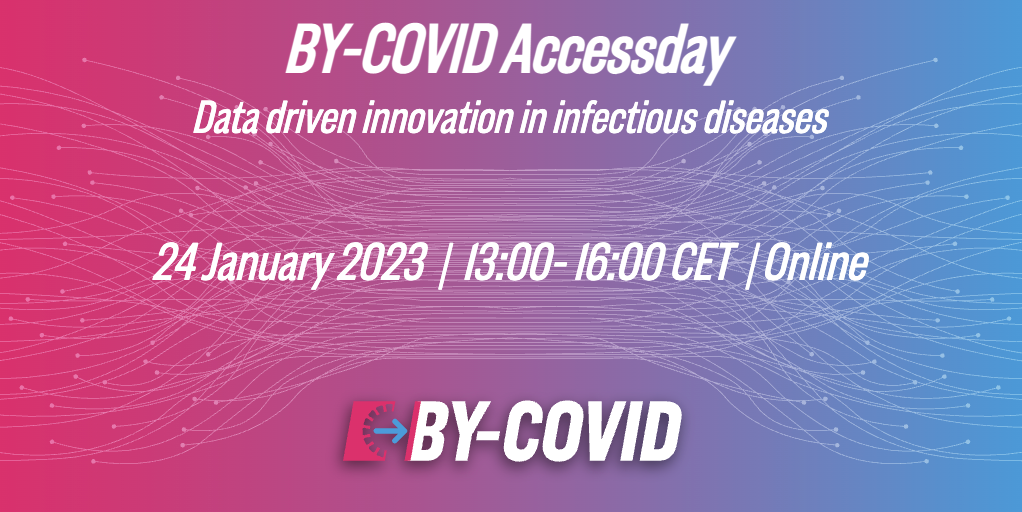 BY-COVID Accessday
Data driven innovation in infectious diseases
24 January 2023 | 13:00- 16:00 CET | Online
BY-COVID